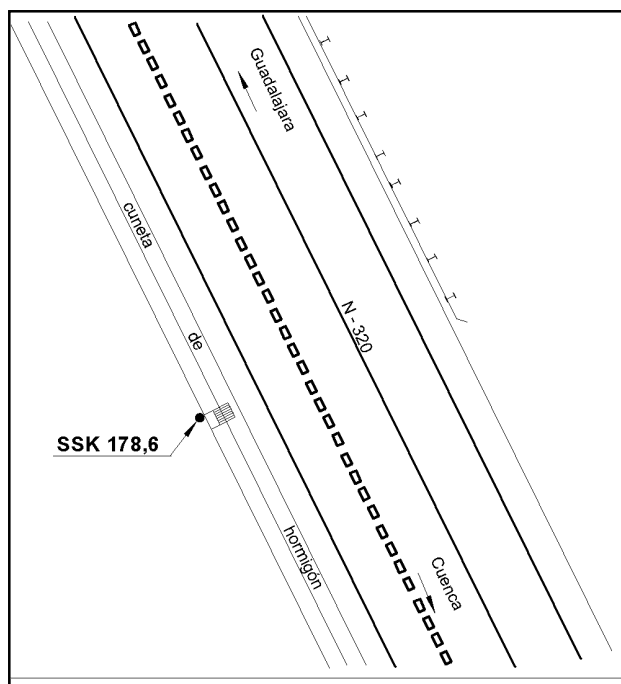 Guadalajara
cuneta
de
N - 320
SSK 178,6
hormigón
Cuenca